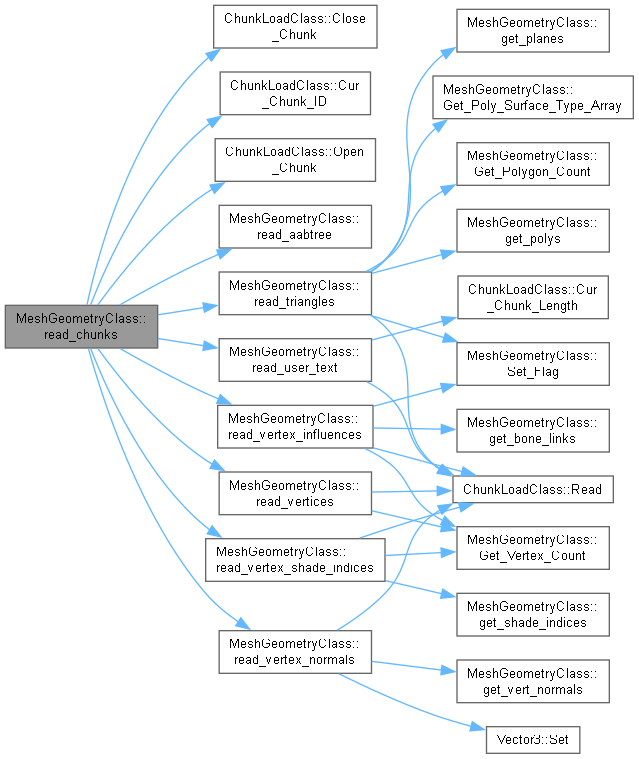 MeshGeometryClass::
read_chunks
ChunkLoadClass::Close
_Chunk
ChunkLoadClass::Cur
_Chunk_ID
ChunkLoadClass::Open
_Chunk
MeshGeometryClass::
read_aabtree
MeshGeometryClass::
read_triangles
MeshGeometryClass::
read_user_text
MeshGeometryClass::
read_vertex_influences
MeshGeometryClass::
read_vertices
MeshGeometryClass::
read_vertex_shade_indices
MeshGeometryClass::
read_vertex_normals
MeshGeometryClass::
get_planes
MeshGeometryClass::
Get_Poly_Surface_Type_Array
MeshGeometryClass::
Get_Polygon_Count
MeshGeometryClass::
get_polys
ChunkLoadClass::Cur
_Chunk_Length
MeshGeometryClass::
Set_Flag
MeshGeometryClass::
get_bone_links
ChunkLoadClass::Read
MeshGeometryClass::
Get_Vertex_Count
MeshGeometryClass::
get_shade_indices
MeshGeometryClass::
get_vert_normals
Vector3::Set